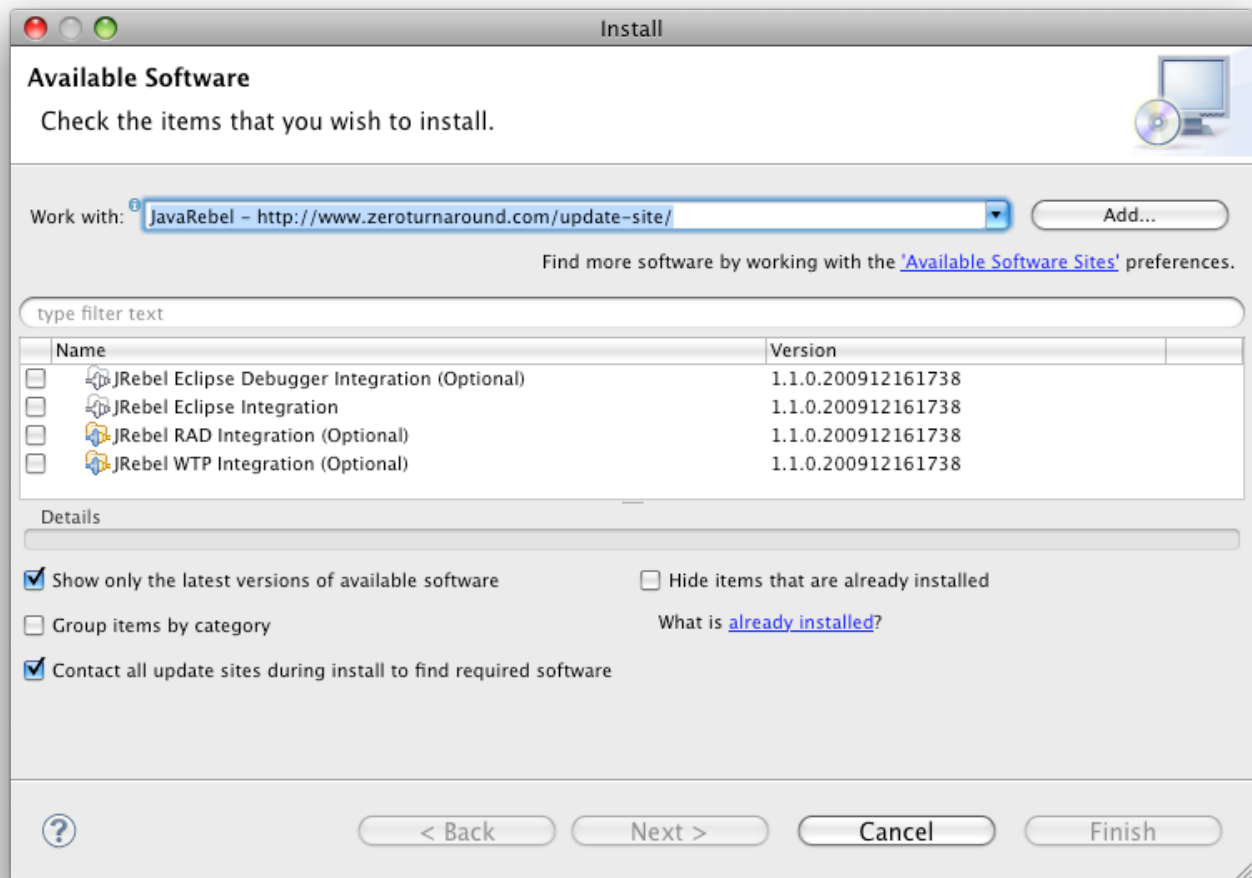 Install
Available Software
Check the items that you wish to install.
Work with: JavaRebel – http://www.zeroturnaround.com/update-site/ Add...
Find more software by working with the 'Available Software Sites' preferences.
type filter text
Name Version
JRebel Eclipse Debugger Integration (Optional) 1.1.0.200912161738
JRebel Eclipse Integration 1.1.0.200912161738
JRebel RAD Integration (Optional) 1.1.0.200912161738
JRebel WTP Integration (Optional) 1.1.0.200912161738
Details
Show only the latest versions of available software Hide items that are already installed
Group items by category What is already installed?
Contact all update sites during install to find required software
? < Back Next > Cancel Finish